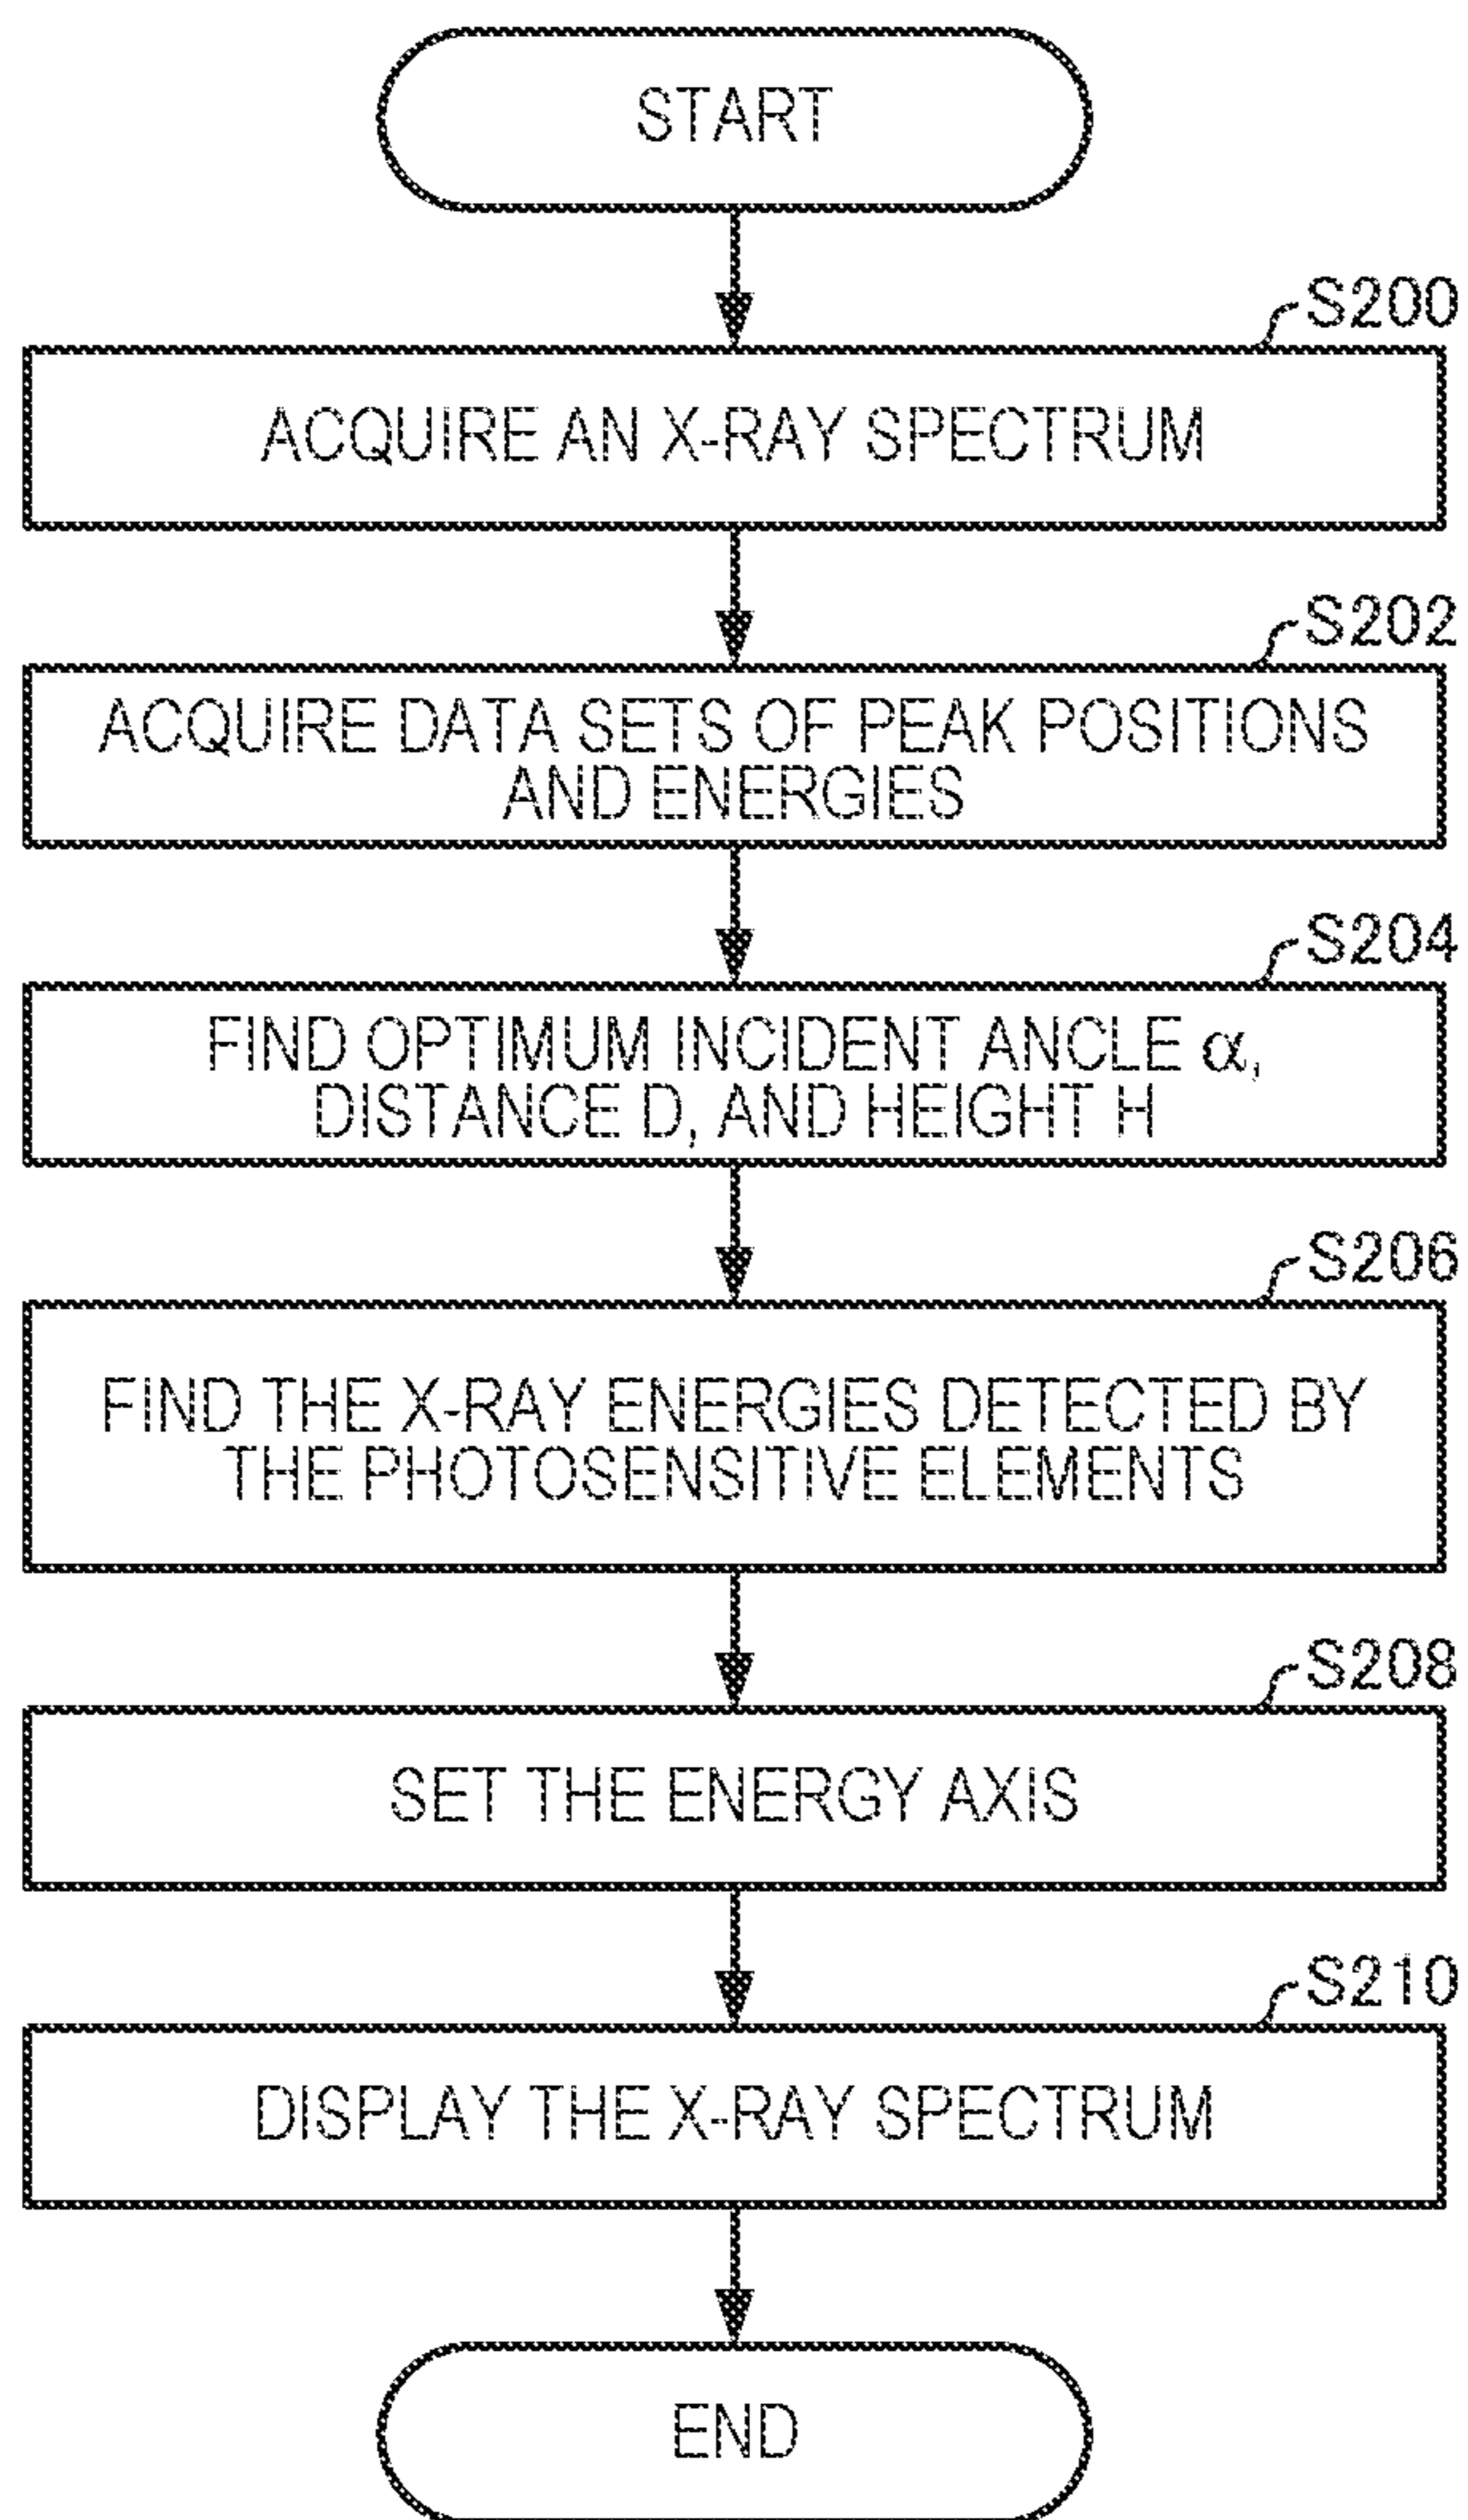 START
S200
ACQUIRE AN X-RAY SPECTRUM
S202
ACQUIRE DATA SETS OF PEAK POSITIONS
AND ENERGIES
S204
FIND OPTIMUM INCIDENT ANCLE α,
DISTANCE D, AND HEIGHT H
S206
FIND THE X-RAY ENERGIES DETECTED BY
THE PHOTOSENSITIVE ELEMENTS
S208
SET THE ENERGY AXIS
S210
DISPLAY THE X-RAY SPECTRUM
END